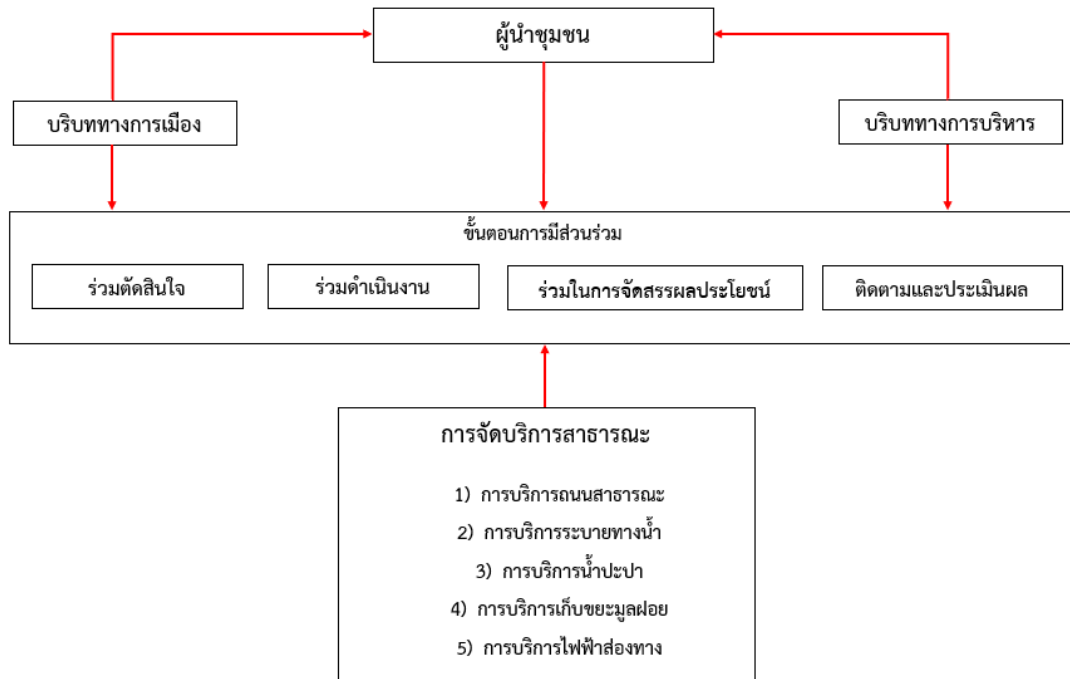 ผู้นำชุมชน
บริบททางการเมือง
บริบททางการบริหาร
ขั้นตอนการมีส่วนร่วม
ร่วมตัดสินใจ
ร่วมดำเนินงาน
ร่วมในการจัดสรรผลประโยชน์
ติดตามและประเมินผล
การจัดบริการสาธารณะ
1) การบริการถนนสาธารณะ
2) การบริการระบายทางน้ำ
3) การบริการน้ำปะปา
4) การบริการเก็บขยะมูลฝอย
5) การบริการไฟฟ้าส่องทาง